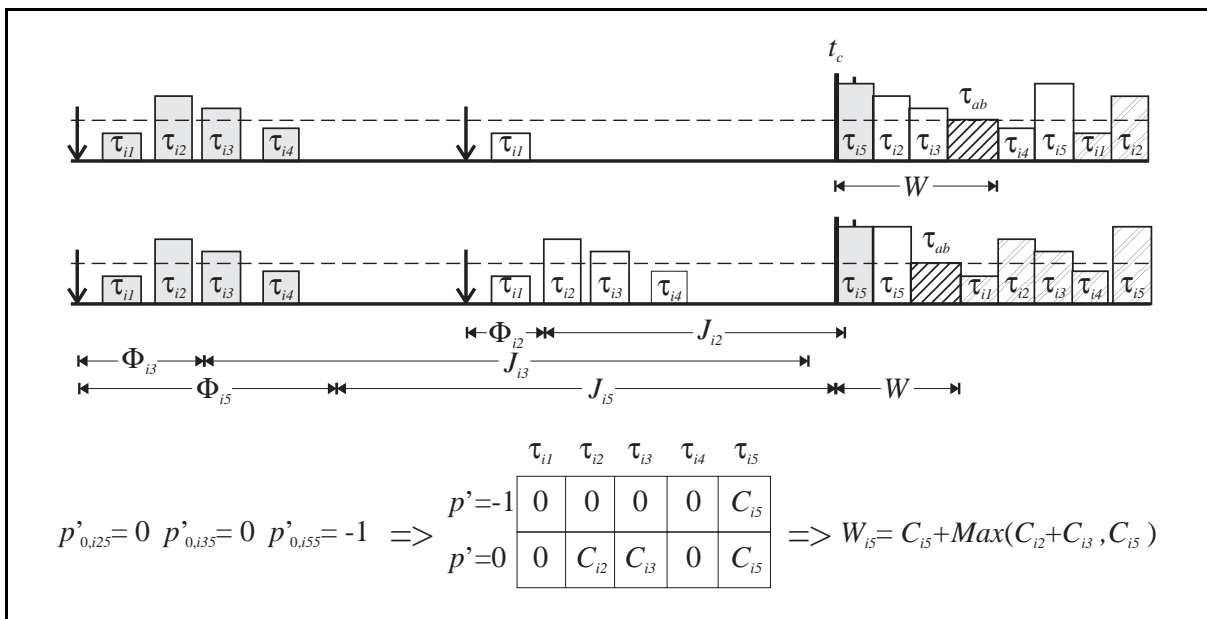 t_c
τ_ab
τ_i1 τ_i2 τ_i3 τ_i4 τ_i1 τ_i5 τ_i2 τ_i3 τ_i4 τ_i5 τ_i1 τ_i2
W
τ_ab
τ_i1 τ_i2 τ_i3 τ_i4 τ_i1 τ_i2 τ_i3 τ_i4 τ_i5 τ_i5 τ_i1 τ_i2 τ_i3 τ_i4 τ_i5
Φ_i2 J_i2
Φ_i3 J_i3
Φ_i5 J_i5 W
τ_i1 τ_i2 τ_i3 τ_i4 τ_i5
p'=-1 0 0 0 0 C_i5
p'_0,i25= 0 p'_0,i35= 0 p'_0,i55= -1 => => W_i5= C_i5+Max(C_i2+C_i3 ,C_i5 )
p'=0 0 C_i2 C_i3 0 C_i5